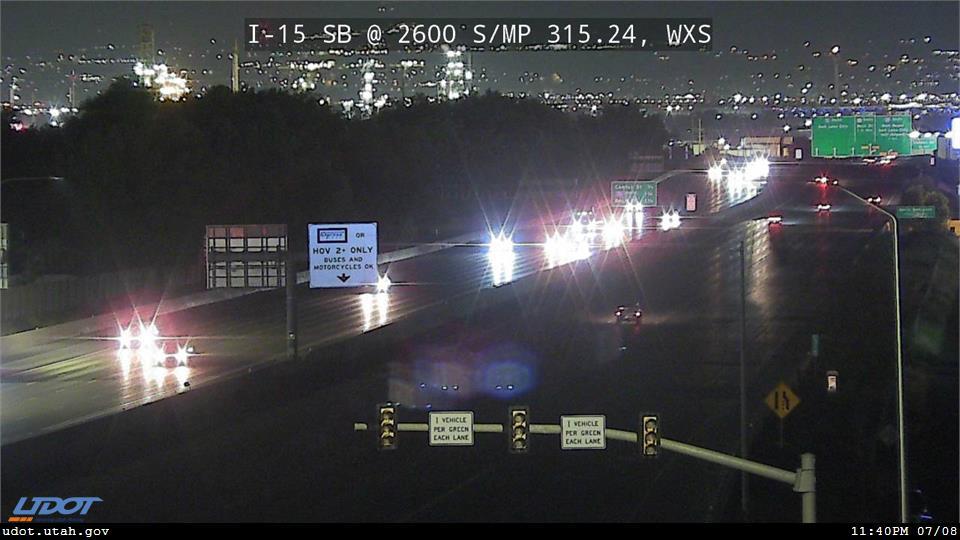 I-15 SB @ 2600 S/MP 315.24, WXS
Express OR
HOV 2+ ONLY
BUSES AND
MOTORCYCLES OK
1 VEHICLE
PER GREEN
EACH LANE
1 VEHICLE
PER GREEN
EACH LANE
UDOT
udot.utah.gov
11:40PM 07/08